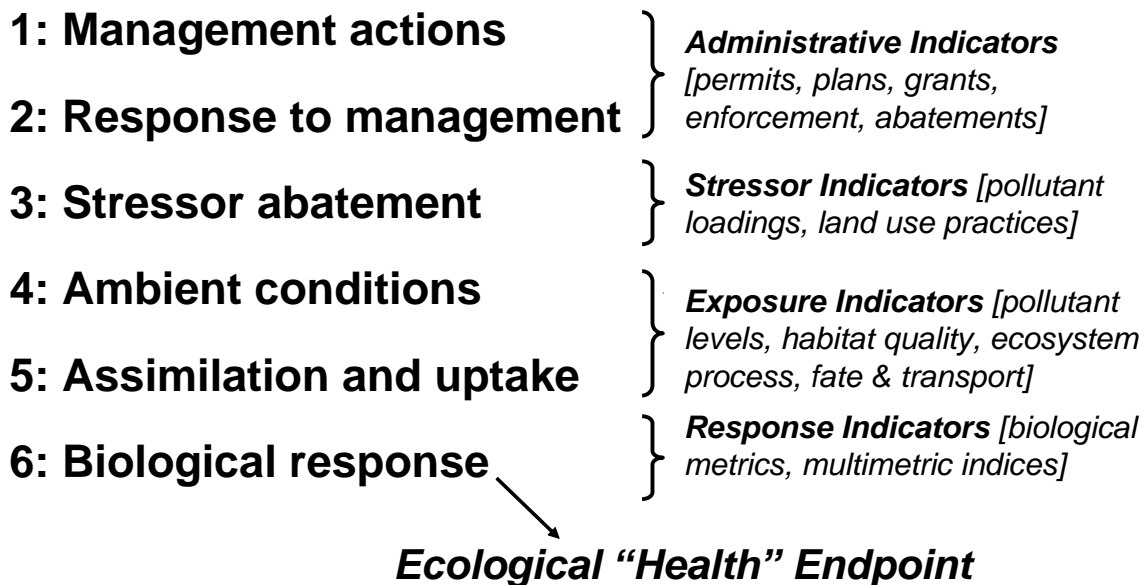 1: Management actions
2: Response to management
Administrative Indicators
[permits, plans, grants,
enforcement, abatements]
3: Stressor abatement
Stressor Indicators [pollutant
loadings, land use practices]
4: Ambient conditions
5: Assimilation and uptake
Exposure Indicators [pollutant
levels, habitat quality, ecosystem
process, fate & transport]
6: Biological response
Response Indicators [biological
metrics, multimetric indices]
Ecological “Health” Endpoint